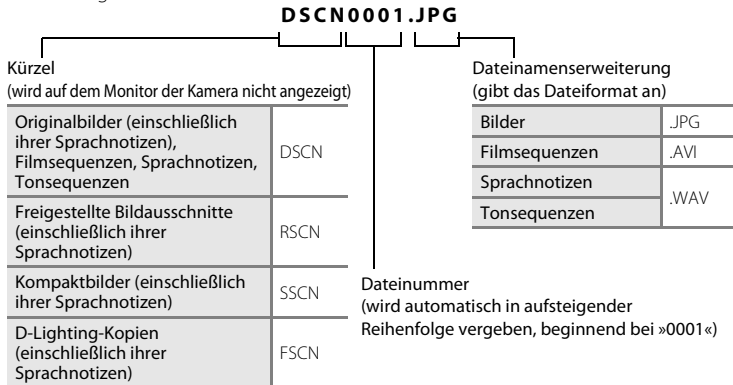 DSCN0001.JPG
Kürzel
(wird auf dem Monitor der Kamera nicht angezeigt)
Originalbilder (einschließlich
ihrer Sprachnotizen),
Filmsequenzen, Sprachnotizen,
Tonsequenzen
DSCN
Freigestellte Bildausschnitte
(einschließlich ihrer
Sprachnotizen)
RSCN
Kompaktbilder (einschließlich
ihrer Sprachnotizen)
SSCN
D-Lighting-Kopien
(einschließlich ihrer
Sprachnotizen)
FSCN
Dateinamenserweiterung
(gibt das Dateiformat an)
Bilder .JPG
Filmsequenzen .AVI
Sprachnotizen
.WAV
Tonsequenzen
Dateinummer
(wird automatisch in aufsteigender
Reihenfolge vergeben, beginnend bei »0001«)